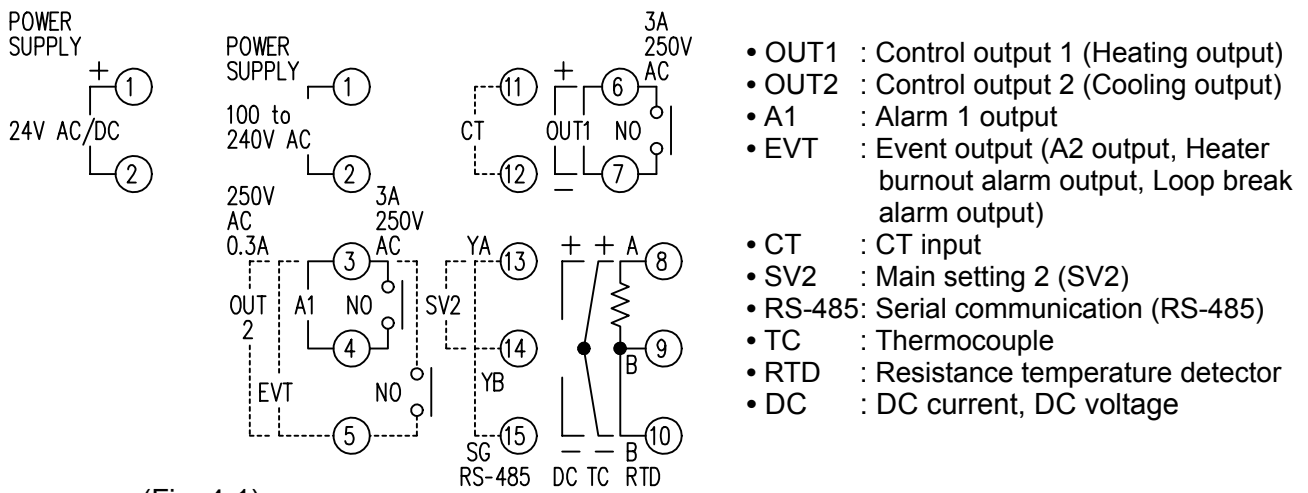 POWER
SUPPLY
+
1
24V AC/DC
2
POWER
SUPPLY
1
100 to
240V AC
2
11
CT
12
+
OUT1
−
3A
250V
AC
6
NO
7
250V
AC
0.3A
3A
250V
AC
3
OUT
2
A1
NO
4
EVT
NO
5
YA
13
SV2
14
YB
SG
15
RS-485
+
+
A
8
B
9
−
−
B
10
DC TC RTD
• OUT1 : Control output 1 (Heating output)
• OUT2 : Control output 2 (Cooling output)
• A1 : Alarm 1 output
• EVT : Event output (A2 output, Heater
burnout alarm output, Loop break
alarm output)
• CT : CT input
• SV2 : Main setting 2 (SV2)
• RS-485: Serial communication (RS-485)
• TC : Thermocouple
• RTD : Resistance temperature detector
• DC : DC current, DC voltage